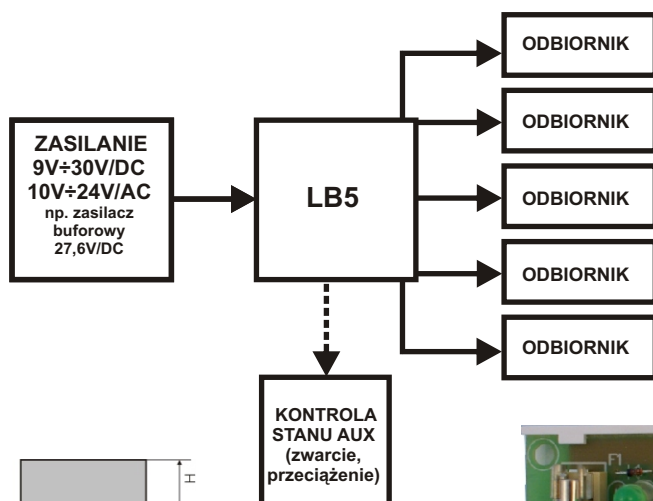 ZASILANIE
9V÷30V/DC
10V÷24V/AC
np. zasilacz
buforowy
27,6V/DC
LB5
ODBIORNIK
ODBIORNIK
ODBIORNIK
ODBIORNIK
ODBIORNIK
KONTROLA
STANU AUX
(zwarcie,
przeciążenie)
H
F1